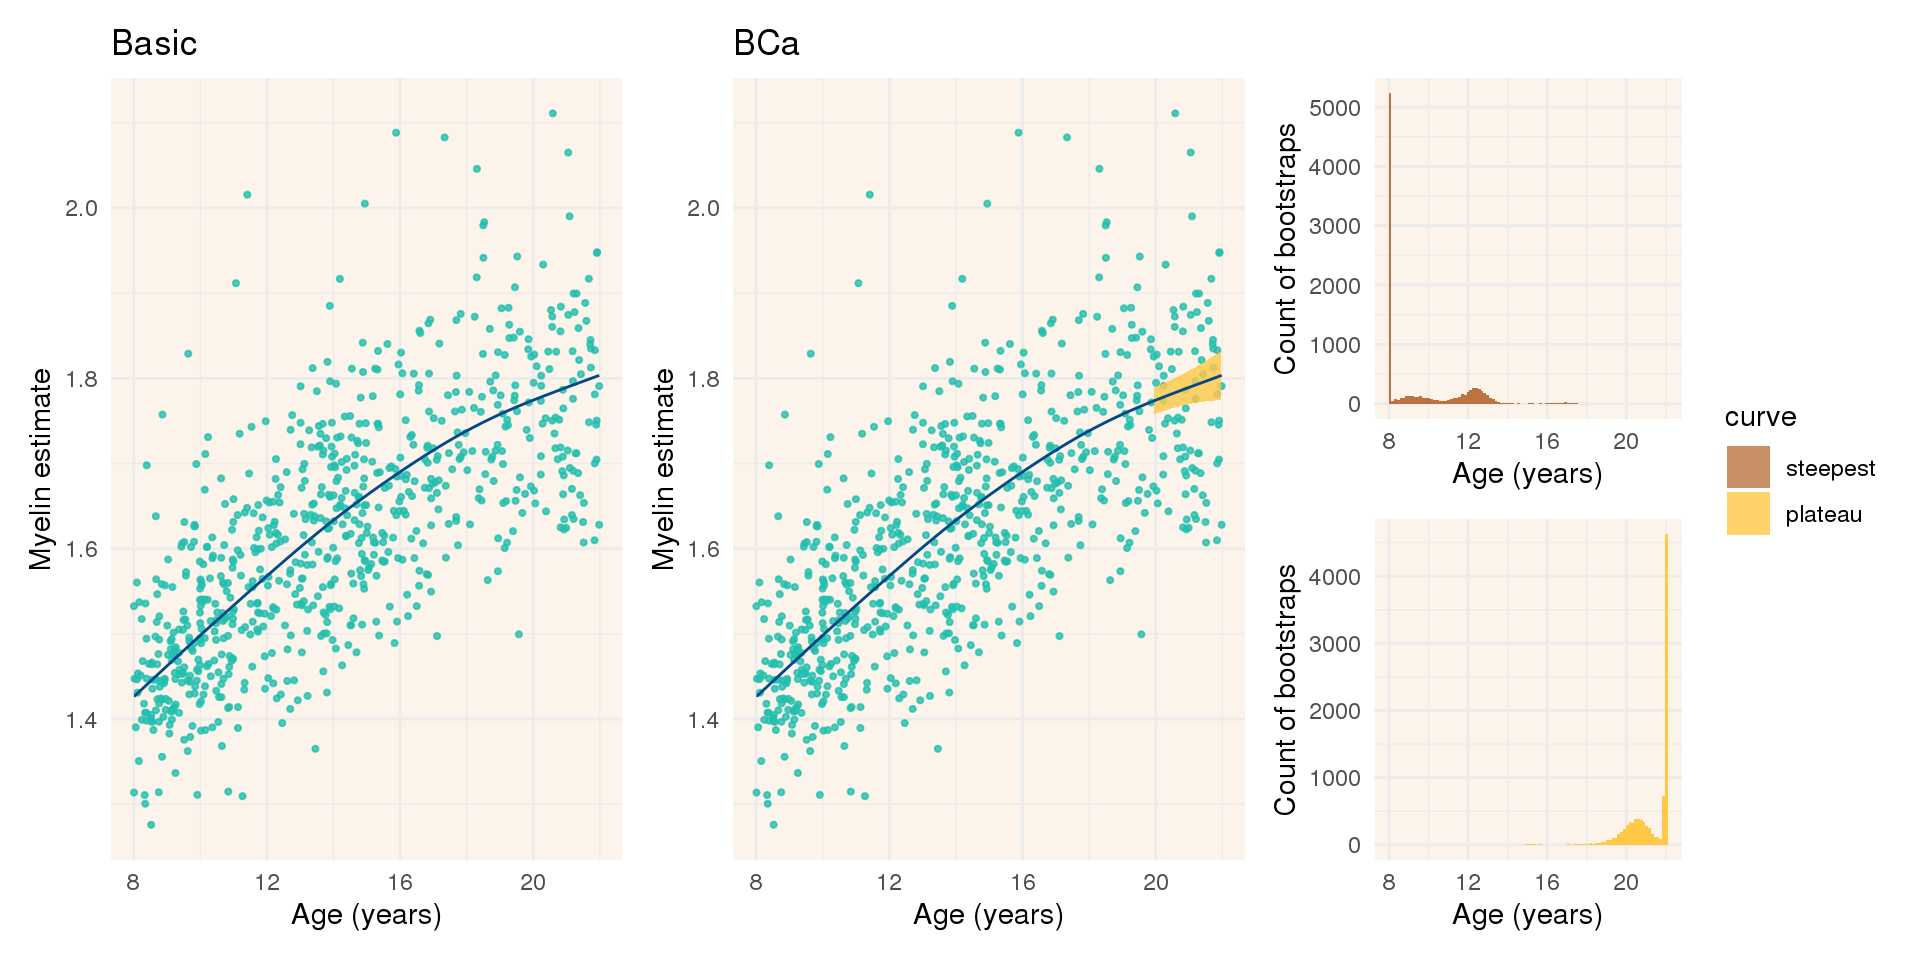 Basic
Myelin estimate
2.0
1.8
1.6
1.4
8
12
16
20
Age (years)
BCa
Myelin estimate
2.0
1.8
1.6
1.4
8
12
16
20
Age (years)
Count of bootstraps
5000
4000
3000
2000
1000
0
8
12
16
20
Age (years)
Count of bootstraps
4000
3000
2000
1000
0
8
12
16
20
Age (years)
curve
steepest
plateau